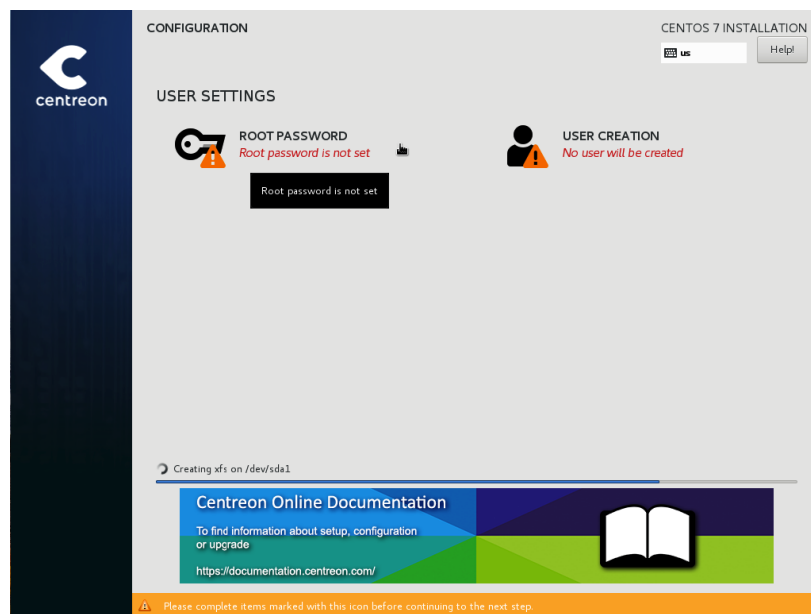 centreon
CONFIGURATION
CENTOS 7 INSTALLATION
us
Help!
USER SETTINGS
ROOT PASSWORD
Root password is not set
USER CREATION
No user will be created
Root password is not set
Creating xfs on /dev/sda1
Centreon Online Documentation
To find information about setup, configuration
or upgrade
https://documentation.centreon.com/
Please complete items marked with this icon before continuing to the next step.